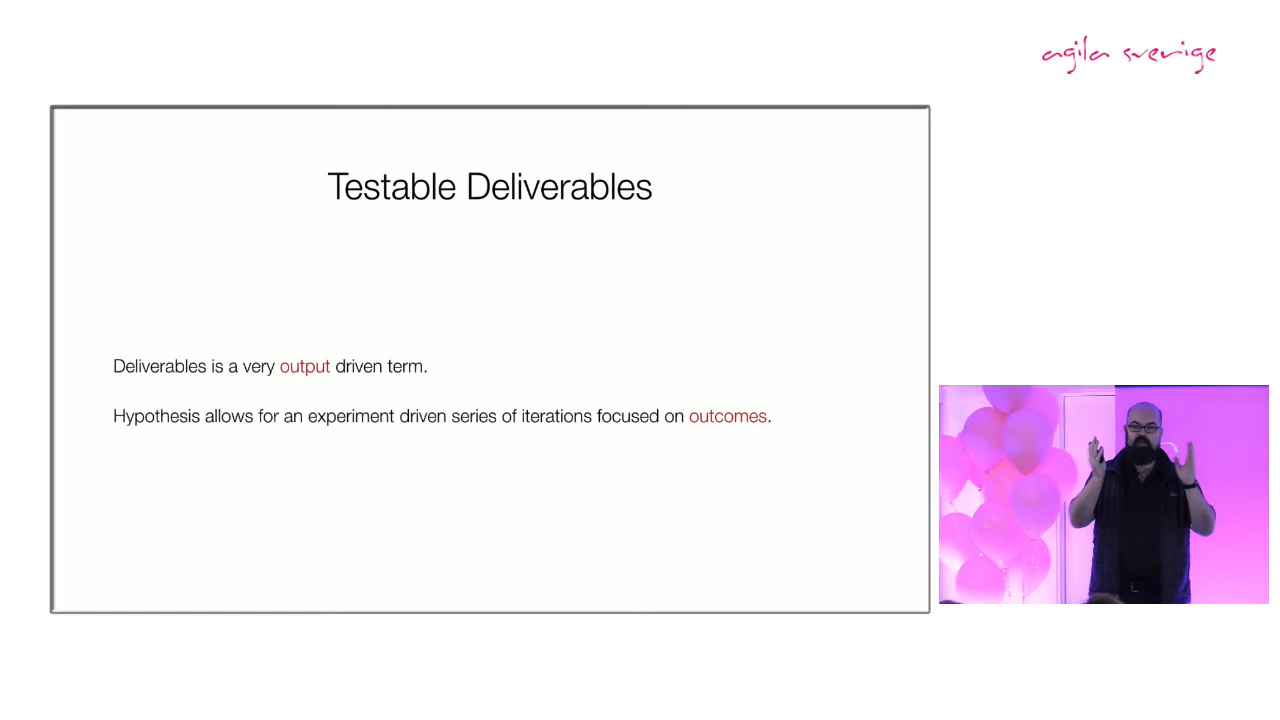 agila sverige
Testable Deliverables
Deliverables is a very output driven term.
Hypothesis allows for an experiment driven series of iterations focused on outcomes.